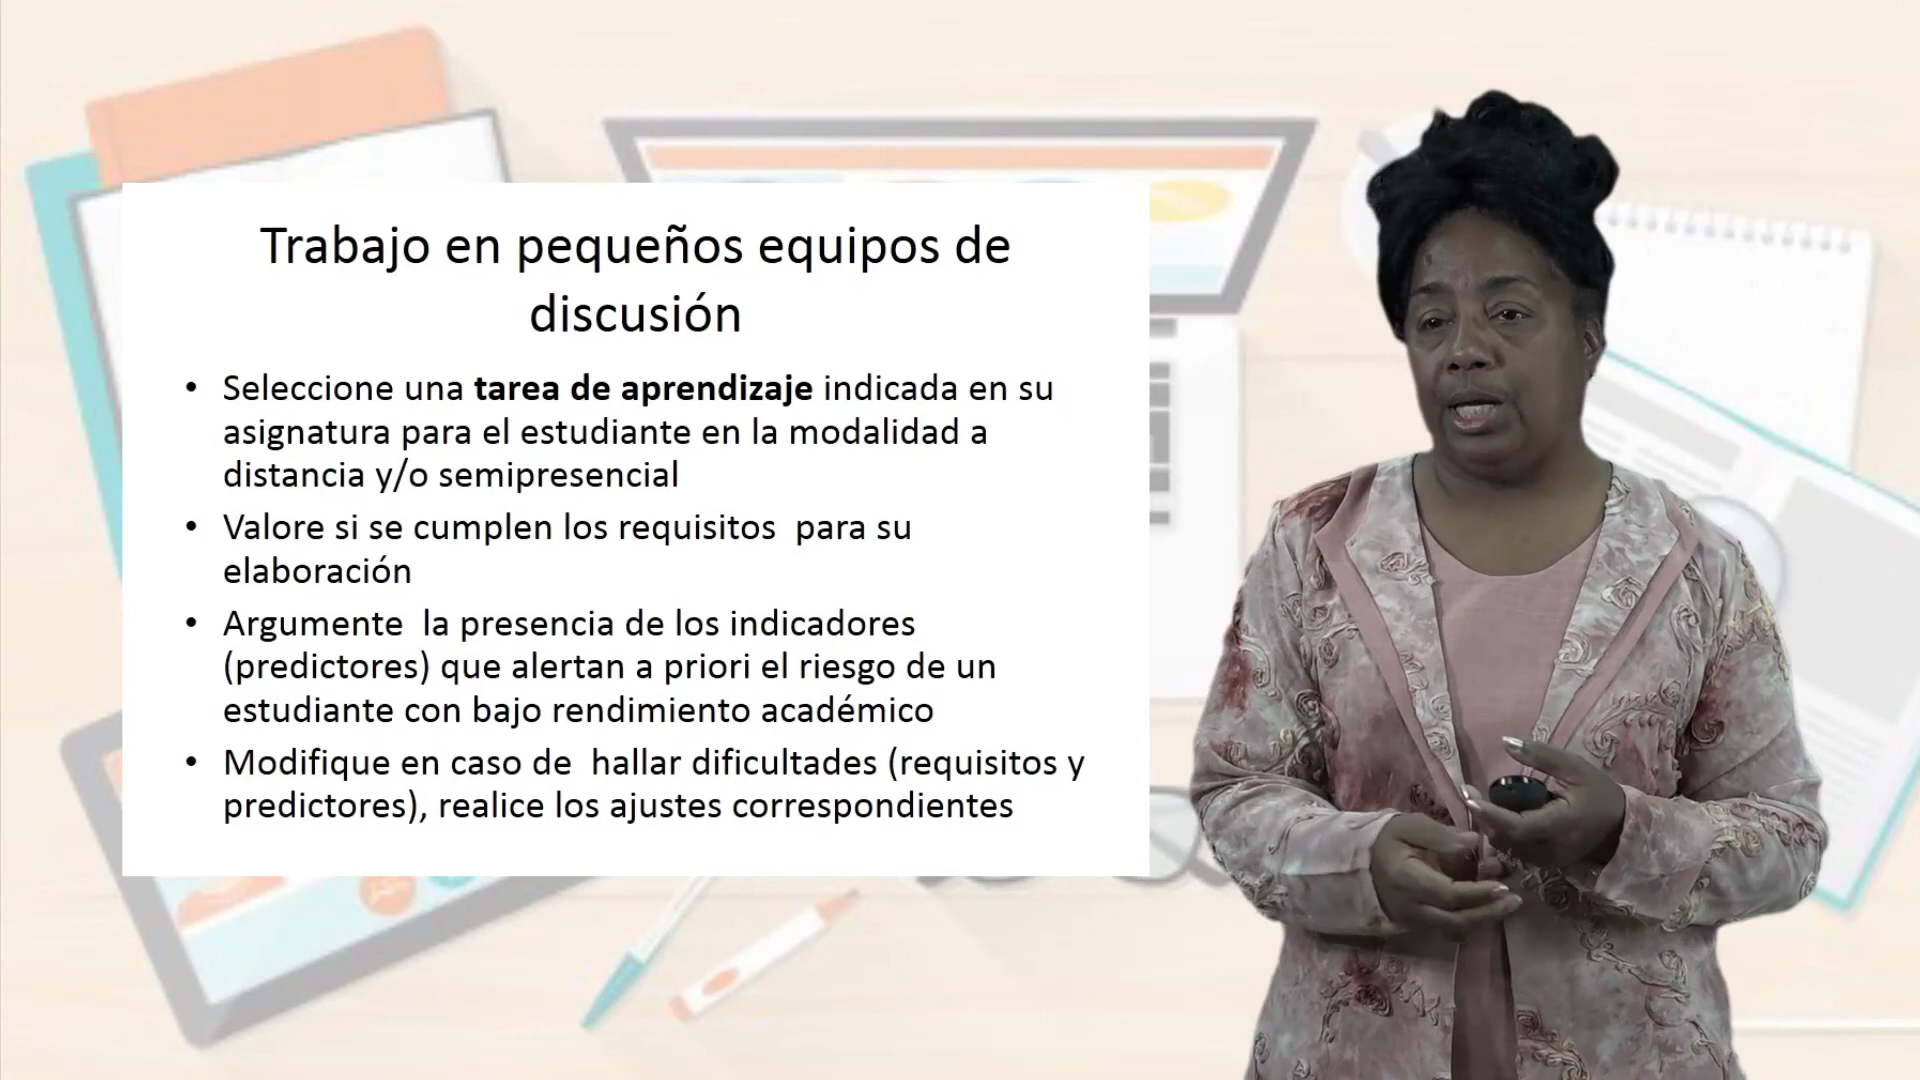 Trabajo en pequeños equipos de
discusión
• Seleccione una tarea de aprendizaje indicada en su
asignatura para el estudiante en la modalidad a
distancia y/o semipresencial
• Valore si se cumplen los requisitos  para su
elaboración
• Argumente  la presencia de los indicadores
(predictores) que alertan a priori el riesgo de un
estudiante con bajo rendimiento académico
• Modifique en caso de  hallar dificultades (requisitos y
predictores), realice los ajustes correspondientes